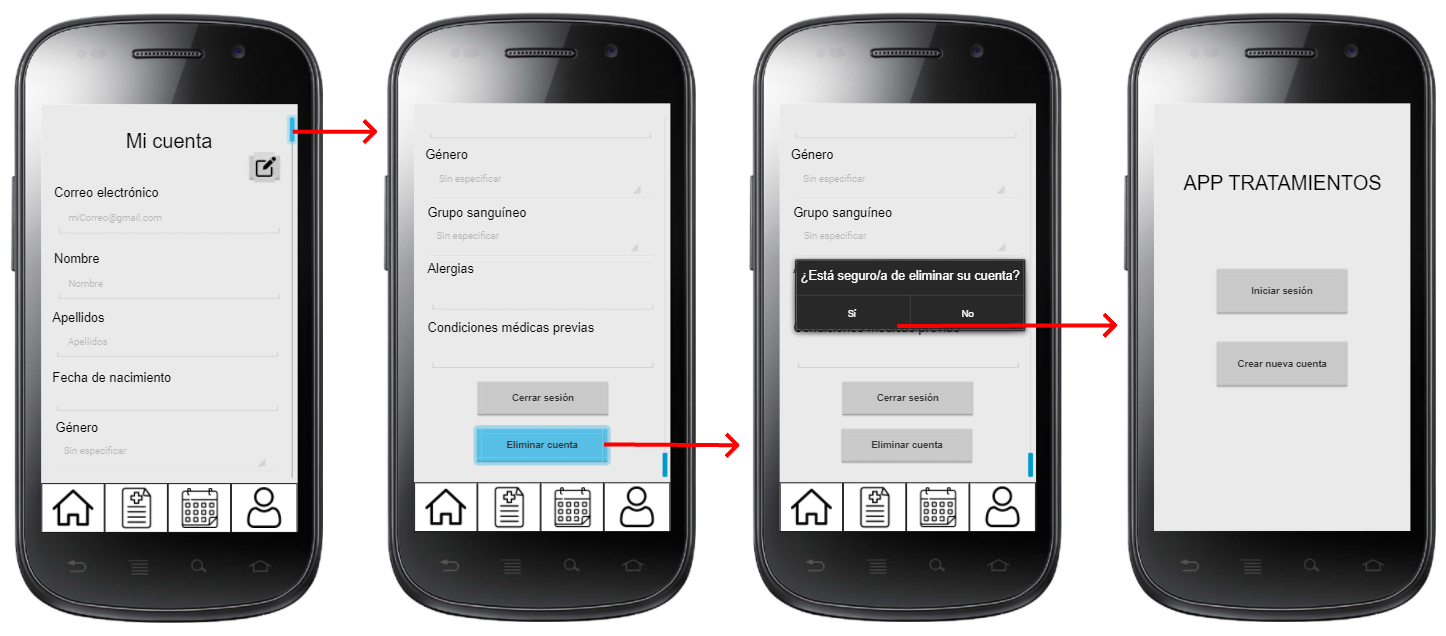 Mi cuenta
Correo electrónico
miCorreo@gmail.com
Nombre
Nombre
Apellidos
Apellidos
Fecha de nacimiento
Género
Sin especificar
Género
Sin especificar
Grupo sanguíneo
Sin especificar
Alergias
Condiciones médicas previas
Cerrar sesión
Eliminar cuenta
Género
Sin especificar
Grupo sanguíneo
Sin especificar
¿Está seguro/a de eliminar su cuenta?
Sí
No
Condiciones médicas previas
Cerrar sesión
Eliminar cuenta
APP TRATAMIENTOS
Iniciar sesión
Crear nueva cuenta